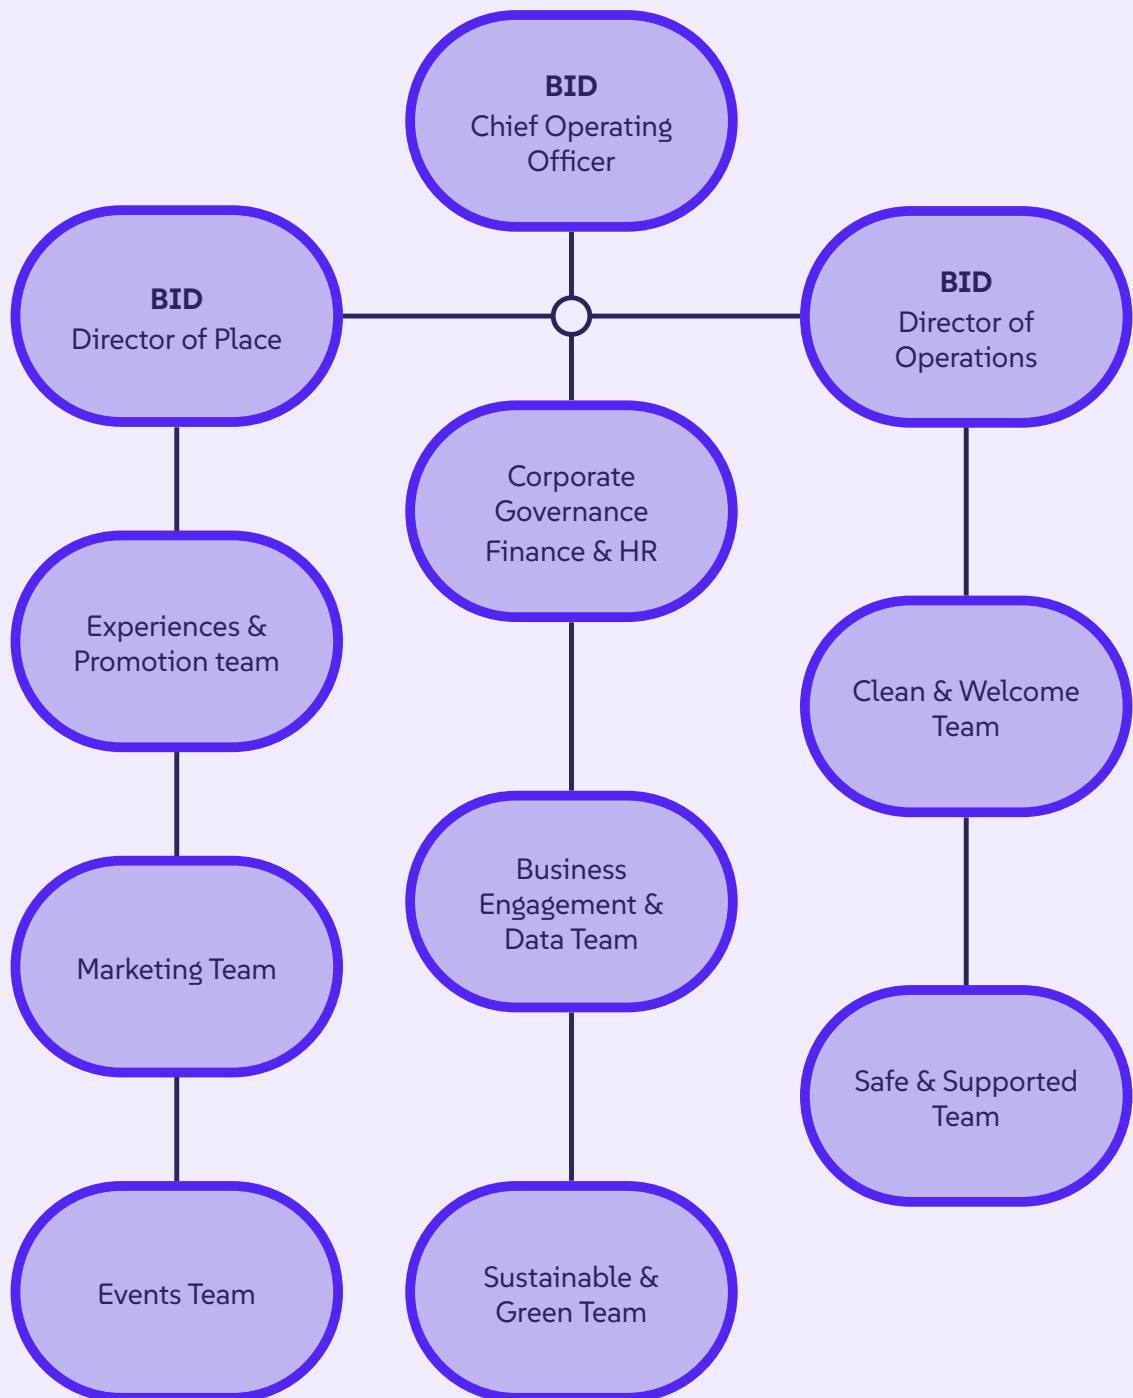 BID
Chief Operating
Officer
BID
Director of Place
BID
Director of
Operations
Corporate
Governance
Finance & HR
Experiences &
Promotion team
Clean & Welcome
Team
Business
Engagement &
Data Team
Marketing Team
Safe & Supported
Team
Events Team
Sustainable &
Green Team